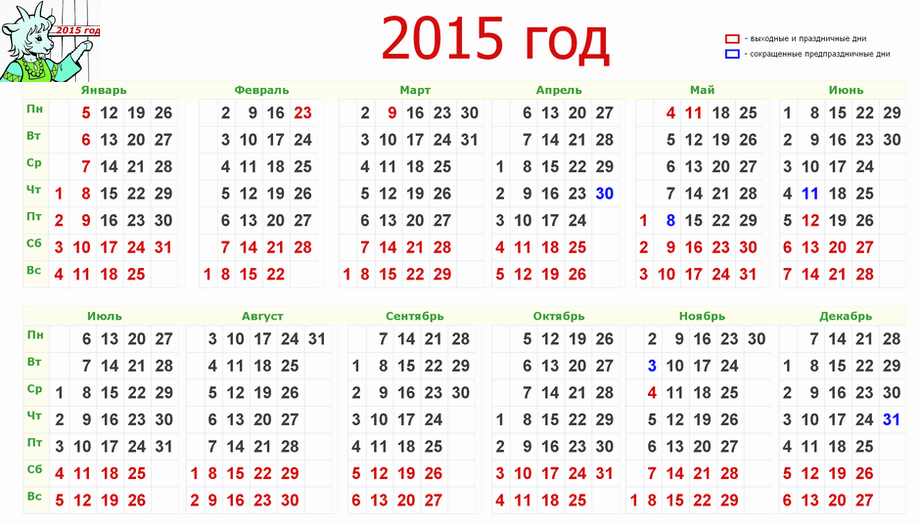 2015 год
2015 год
- выходные и праздничные дни
- сокращенные предпраздничные дни
Январь Февраль Март Апрель Май Июнь
Пн 5 12 19 26 2 9 16 23 2 9 16 23 30 6 13 20 27 4 11 18 25 1 8 15 22 29
Вт 6 13 20 27 3 10 17 24 3 10 17 24 31 7 14 21 28 5 12 19 26 2 9 16 23 30
Ср 7 14 21 28 4 11 18 25 4 11 18 25 1 8 15 22 29 6 13 20 27 3 10 17 24
Чт 1 8 15 22 29 5 12 19 26 5 12 19 26 2 9 16 23 30 7 14 21 28 4 11 18 25
Пт 2 9 16 23 30 6 13 20 27 6 13 20 27 3 10 17 24 1 8 15 22 29 5 12 19 26
Сб 3 10 17 24 31 7 14 21 28 7 14 21 28 4 11 18 25 2 9 16 23 30 6 13 20 27
Вс 4 11 18 25 1 8 15 22 1 8 15 22 29 5 12 19 26 3 10 17 24 31 7 14 21 28
Июль Август Сентябрь Октябрь Ноябрь Декабрь
Пн 6 13 20 27 3 10 17 24 31 7 14 21 28 5 12 19 26 2 9 16 23 30 7 14 21 28
Вт 7 14 21 28 4 11 18 25 1 8 15 22 29 6 13 20 27 3 10 17 24 1 8 15 22 29
Ср 1 8 15 22 29 5 12 19 26 2 9 16 23 30 7 14 21 28 4 11 18 25 2 9 16 23 30
Чт 2 9 16 23 30 6 13 20 27 3 10 17 24 1 8 15 22 29 5 12 19 26 3 10 17 24 31
Пт 3 10 17 24 31 7 14 21 28 4 11 18 25 2 9 16 23 30 6 13 20 27 4 11 18 25
Сб 4 11 18 25 1 8 15 22 29 5 12 19 26 3 10 17 24 31 7 14 21 28 5 12 19 26
Вс 5 12 19 26 2 9 16 23 30 6 13 20 27 4 11 18 25 1 8 15 22 29 6 13 20 27